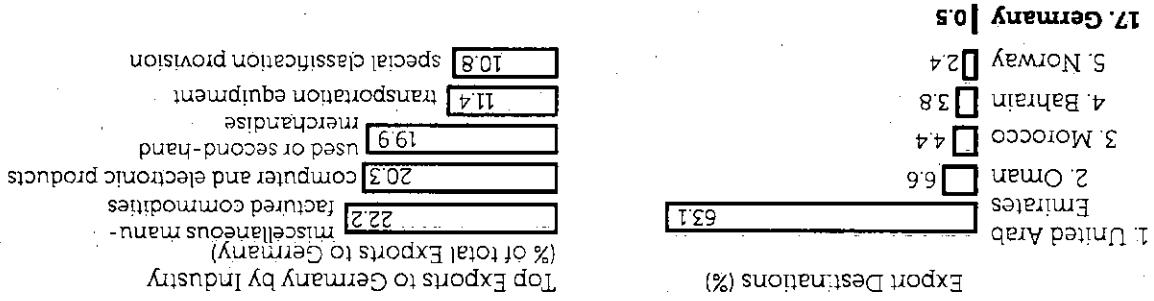 Export Destinations (%)
1. United Arab
Emirates
63.1
2. Oman
6.6
3. Morocco
4.4
4. Bahrain
3.8
5. Norway
2.4
17. Germany
0.5
Top Exports to Germany by Industry
(% of total Exports to Germany)
22.2
miscellaneous manu-
factured commodities
20.3
computer and electronic products
19.9
used or second-hand
merchandise
11.4
transportation equipment
10.8
special classification provision